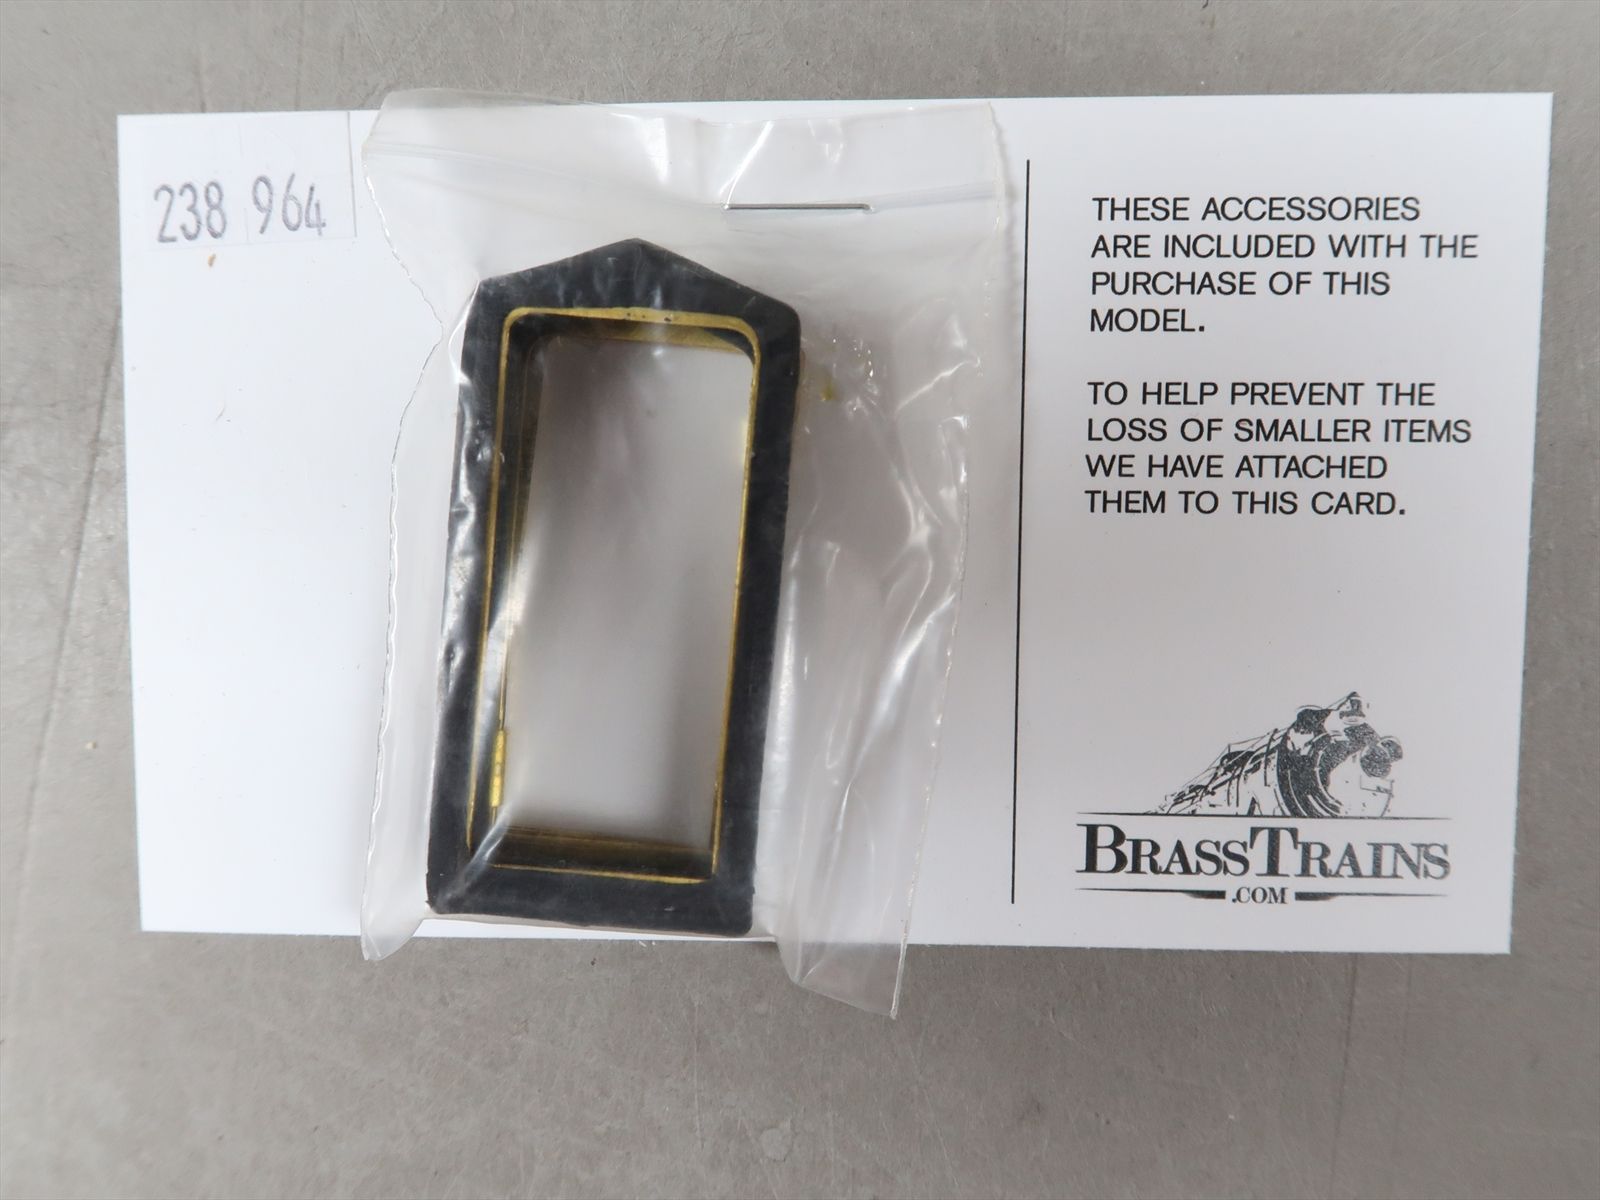 238 964
THESE ACCESSORIES
ARE INCLUDED WITH THE
PURCHASE OF THIS
MODEL.
TO HELP PREVENT THE
LOSS OF SMALLER ITEMS
WE HAVE ATTACHED
THEM TO THIS CARD.
BRASSTRAINS
.COM